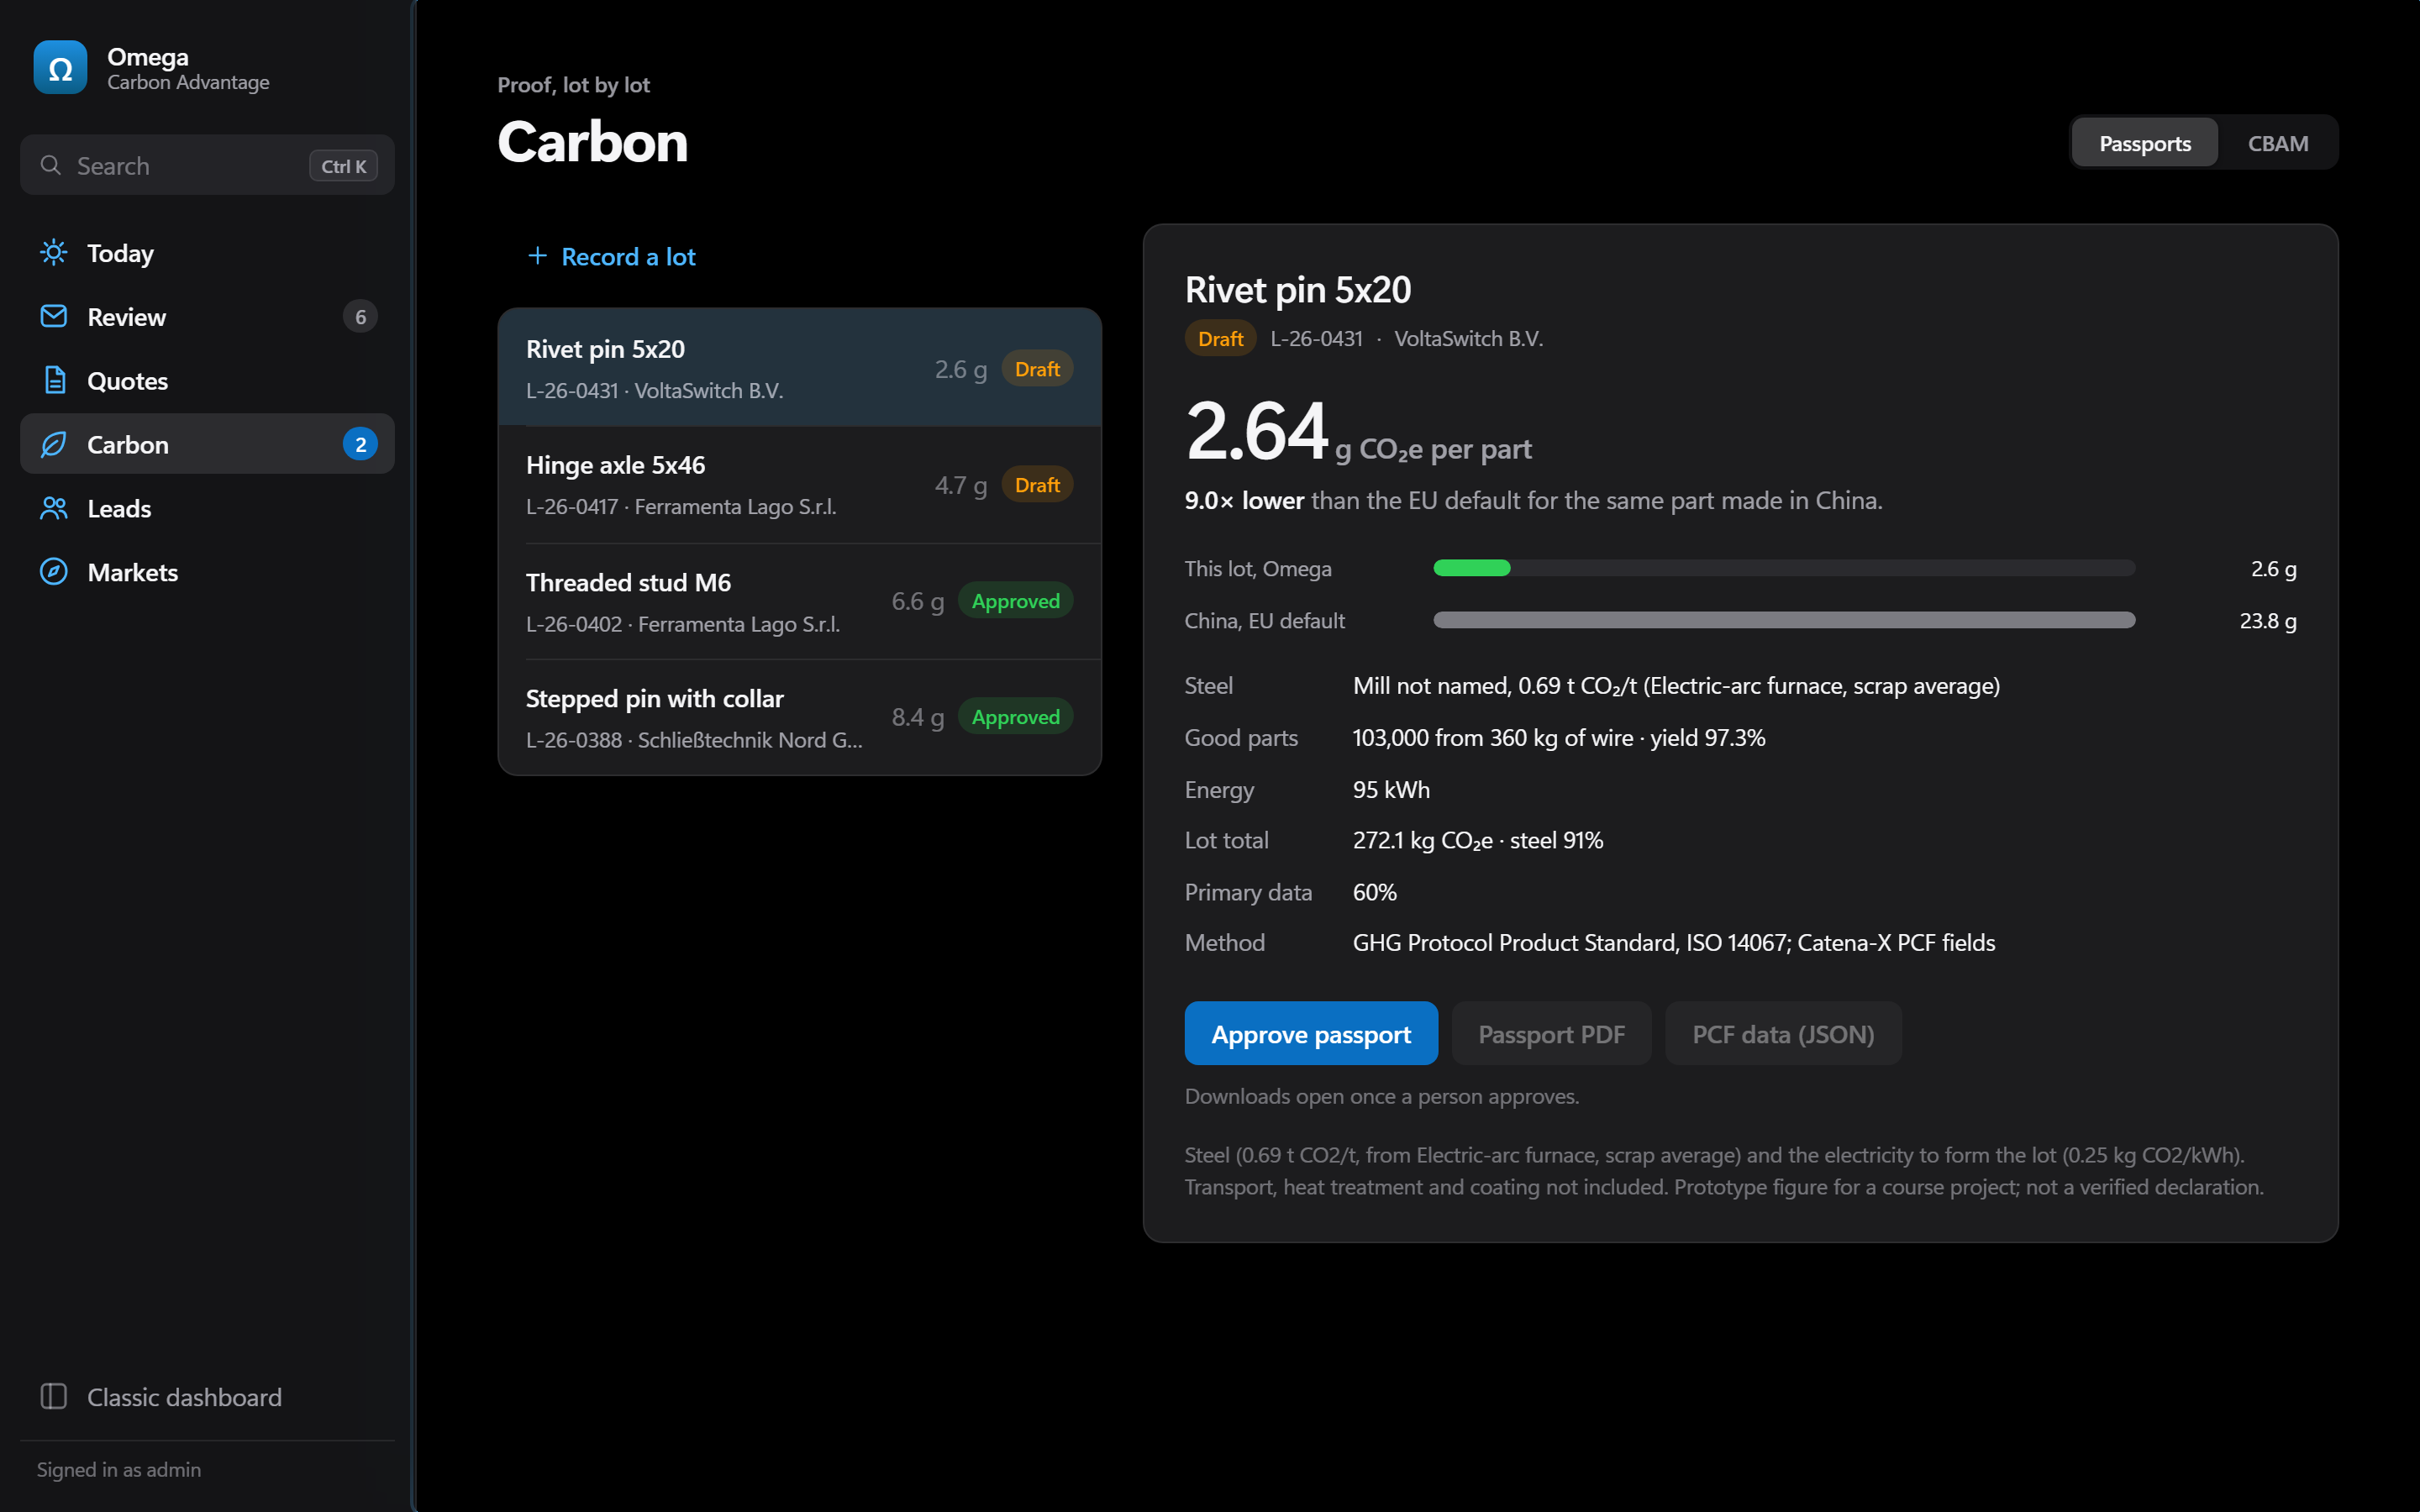 Ω
Omega
Carbon Advantage
Search
Ctrl K
Today
Review
6
Quotes
Carbon
2
Leads
Markets
Classic dashboard
Signed in as admin
Proof, lot by lot
Carbon
Passports
CBAM
+ Record a lot
Rivet pin 5x20
L-26-0431 · VoltaSwitch B.V.
2.6 g
Draft
Hinge axle 5x46
L-26-0417 · Ferramenta Lago S.r.l.
4.7 g
Draft
Threaded stud M6
L-26-0402 · Ferramenta Lago S.r.l.
6.6 g
Approved
Stepped pin with collar
L-26-0388 · Schließtechnik Nord G...
8.4 g
Approved
Rivet pin 5x20
Draft L-26-0431 · VoltaSwitch B.V.
2.64 g CO₂e per part
9.0× lower than the EU default for the same part made in China.
This lot, Omega 2.6 g
China, EU default 23.8 g
Steel Mill not named, 0.69 t CO₂/t (Electric-arc furnace, scrap average)
Good parts 103,000 from 360 kg of wire · yield 97.3%
Energy 95 kWh
Lot total 272.1 kg CO₂e · steel 91%
Primary data 60%
Method GHG Protocol Product Standard, ISO 14067; Catena-X PCF fields
Approve passport
Passport PDF
PCF data (JSON)
Downloads open once a person approves.
Steel (0.69 t CO2/t, from Electric-arc furnace, scrap average) and the electricity to form the lot (0.25 kg CO2/kWh).
Transport, heat treatment and coating not included. Prototype figure for a course project; not a verified declaration.